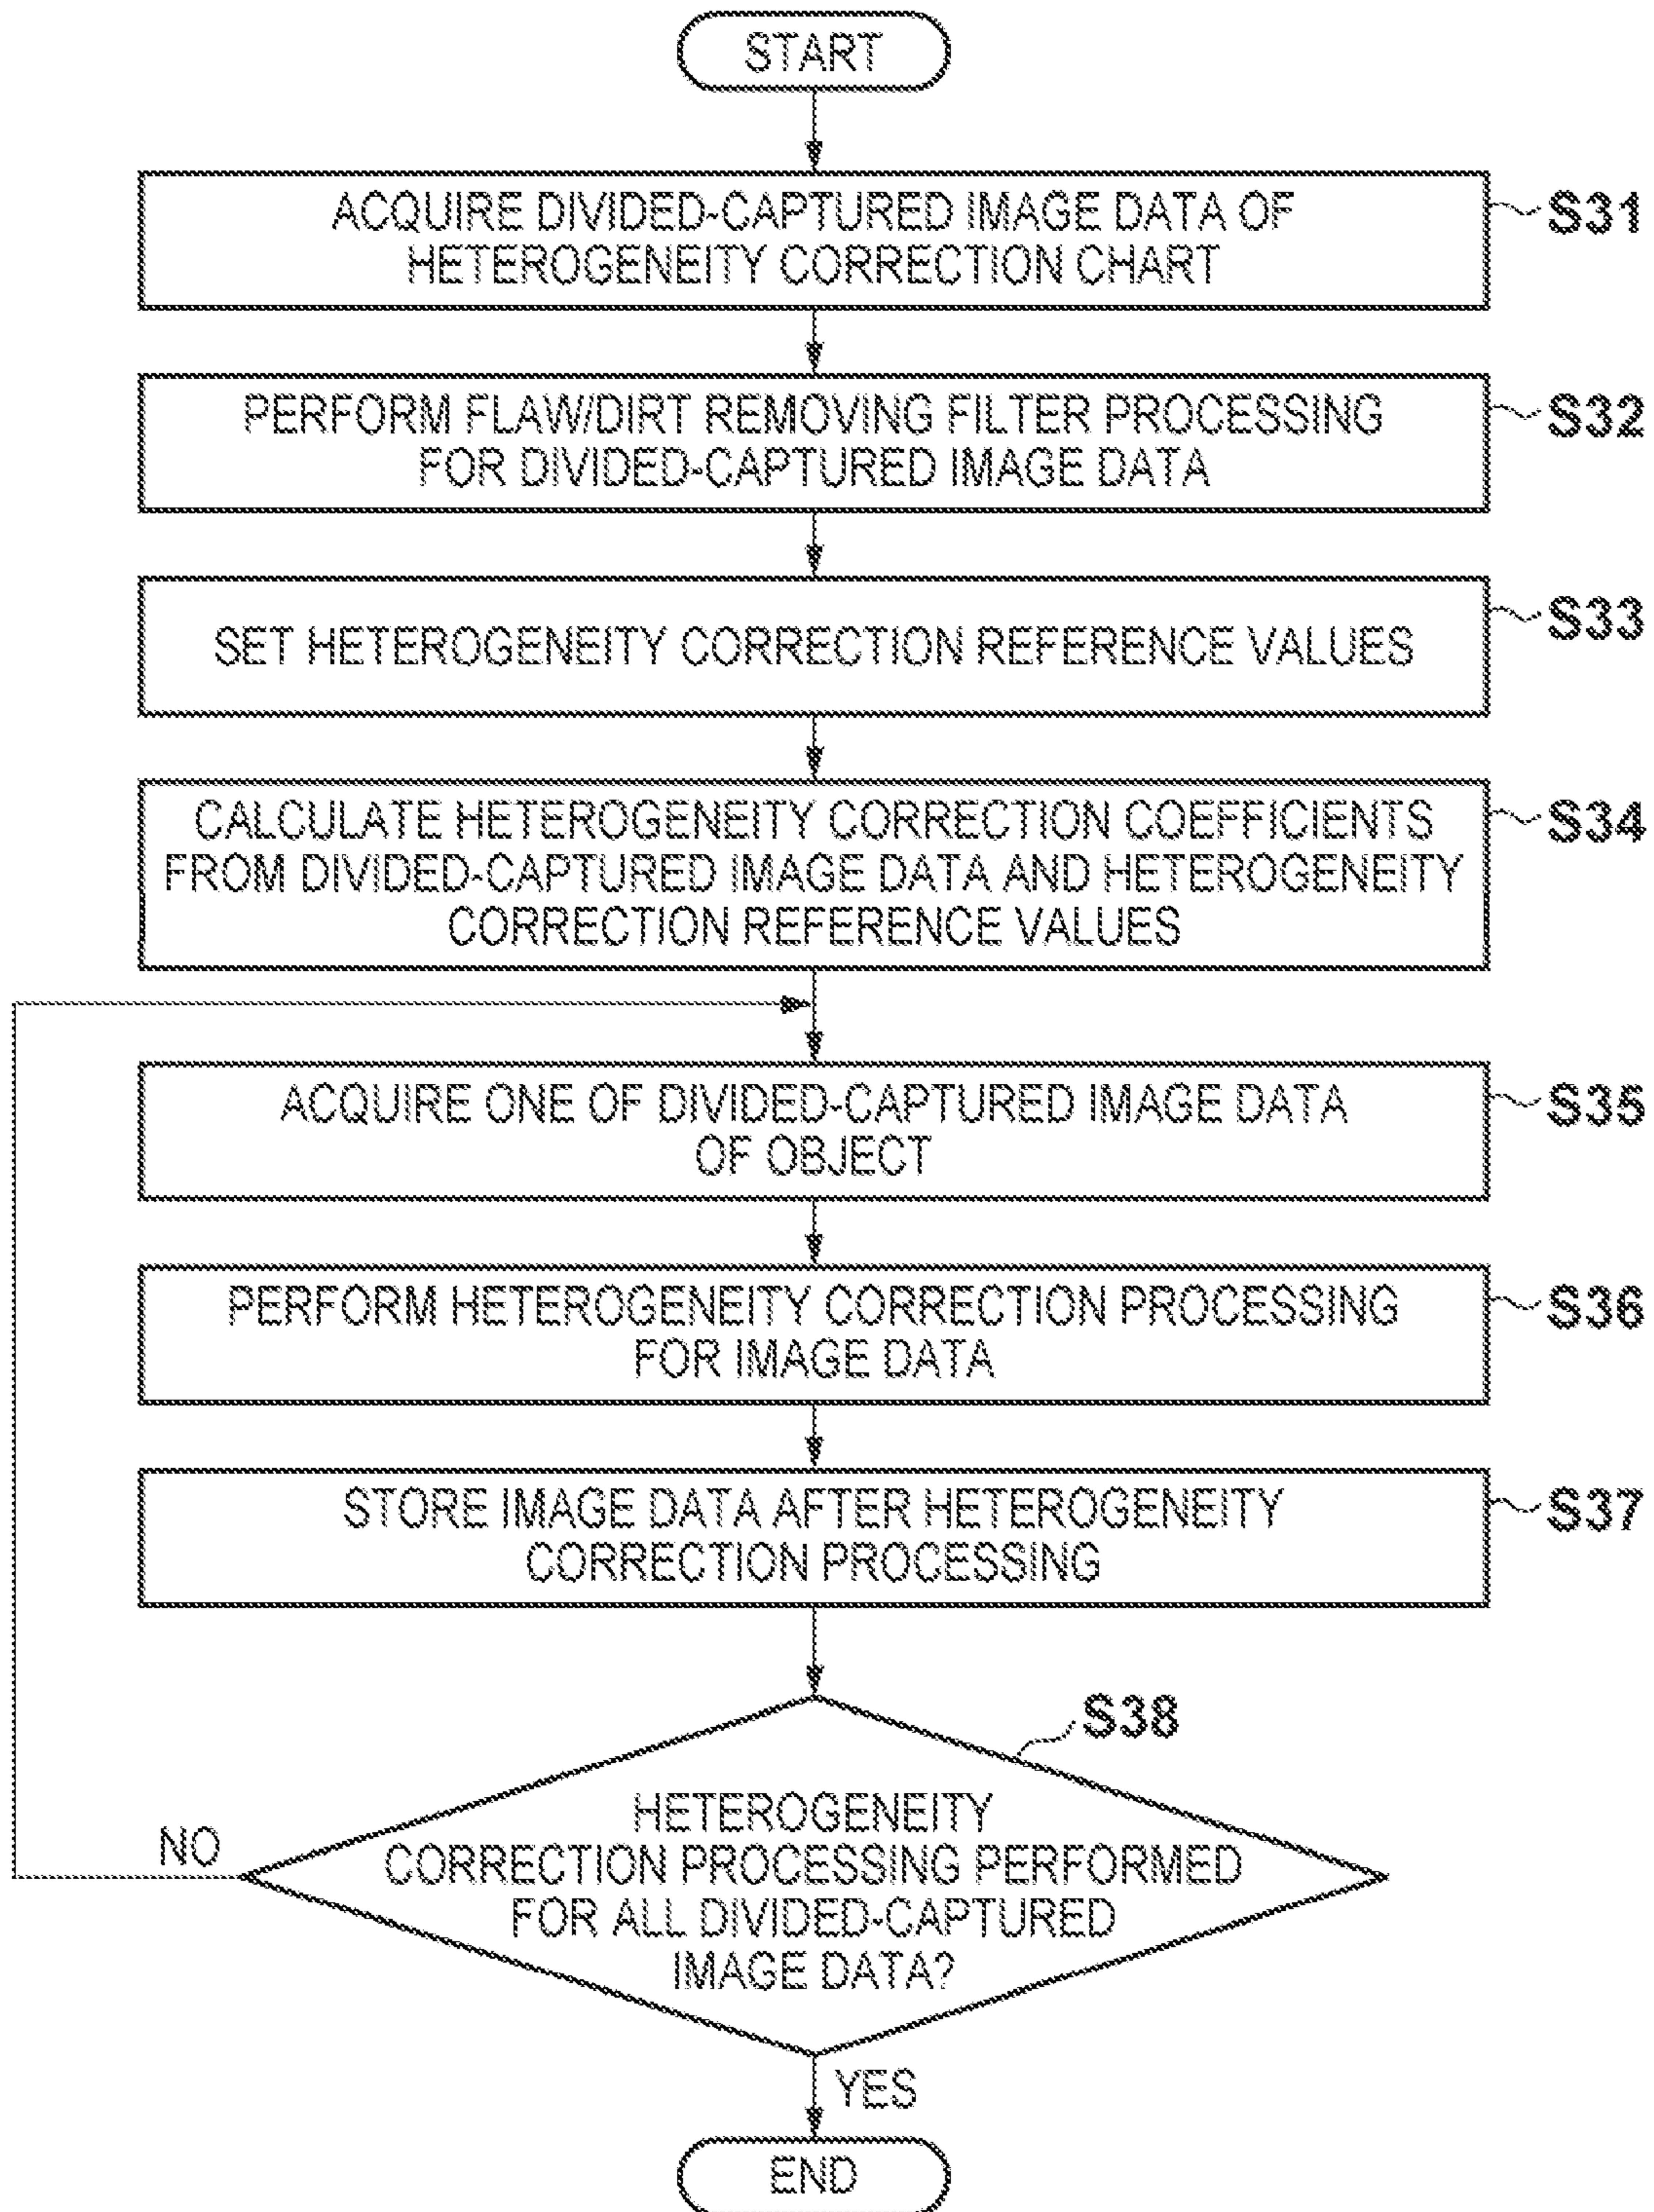 START
ACQUIRE DIVIDED-CAPTURED IMAGE DATA OF
HETEROGENEITY CORRECTION CHART
S31
PERFORM FLAW/DIRT REMOVING FILTER PROCESSING
FOR DIVIDED-CAPTURED IMAGE DATA
S32
SET HETEROGENEITY CORRECTION REFERENCE VALUES
S33
CALCULATE HETEROGENEITY CORRECTION COEFFICIENTS
FROM DIVIDED-CAPTURED IMAGE DATA AND HETEROGENEITY
CORRECTION REFERENCE VALUES
S34
ACQUIRE ONE OF DIVIDED-CAPTURED IMAGE DATA
OF OBJECT
S35
PERFORM HETEROGENEITY CORRECTION PROCESSING
FOR IMAGE DATA
S36
STORE IMAGE DATA AFTER HETEROGENEITY
CORRECTION PROCESSING
S37
S38
HETEROGENEITY
CORRECTION PROCESSING PERFORMED
FOR ALL DIVIDED-CAPTURED
IMAGE DATA?
NO
YES
END